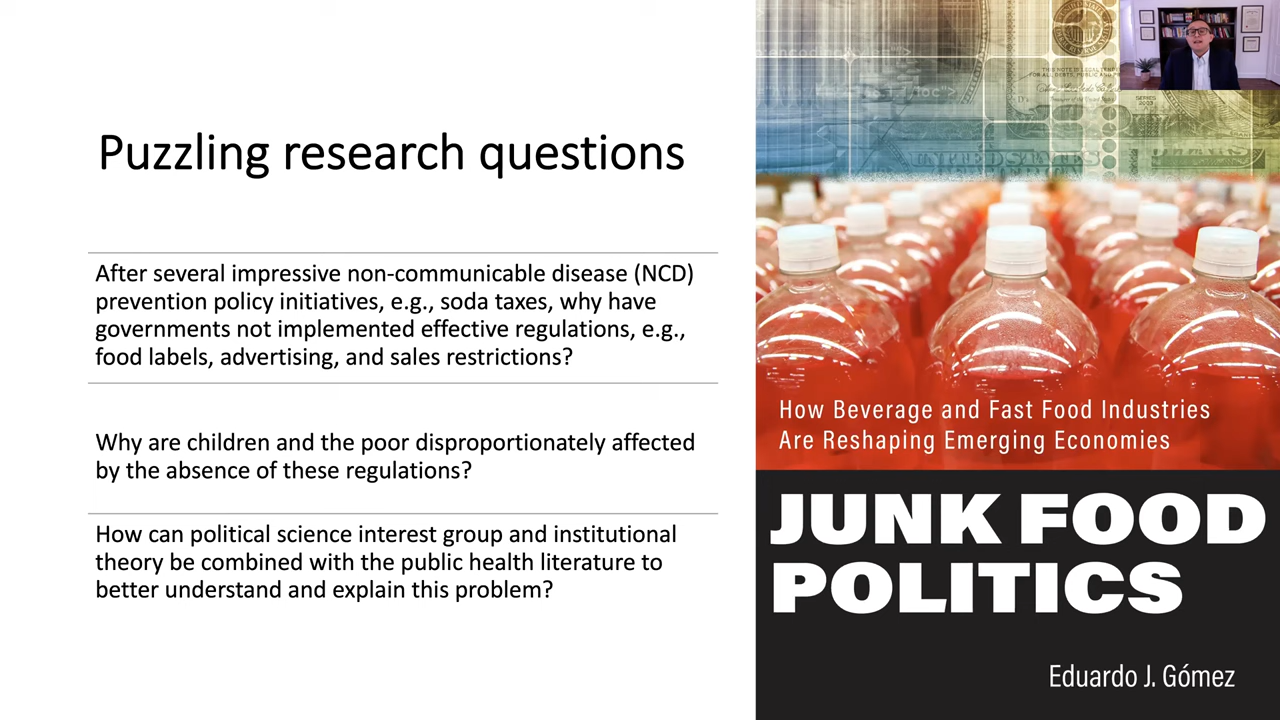 Puzzling research questions
After several impressive non-communicable disease (NCD)
prevention policy initiatives, e.g., soda taxes, why have
governments not implemented effective regulations, e.g.,
food labels, advertising, and sales restrictions?
Why are children and the poor disproportionately affected
by the absence of these regulations?
How can political science interest group and institutional
theory be combined with the public health literature to
better understand and explain this problem?
UNITED STATES
How Beverage and Fast Food Industries
Are Reshaping Emerging Economies
JUNK FOOD
POLITICS
Eduardo J. Gómez